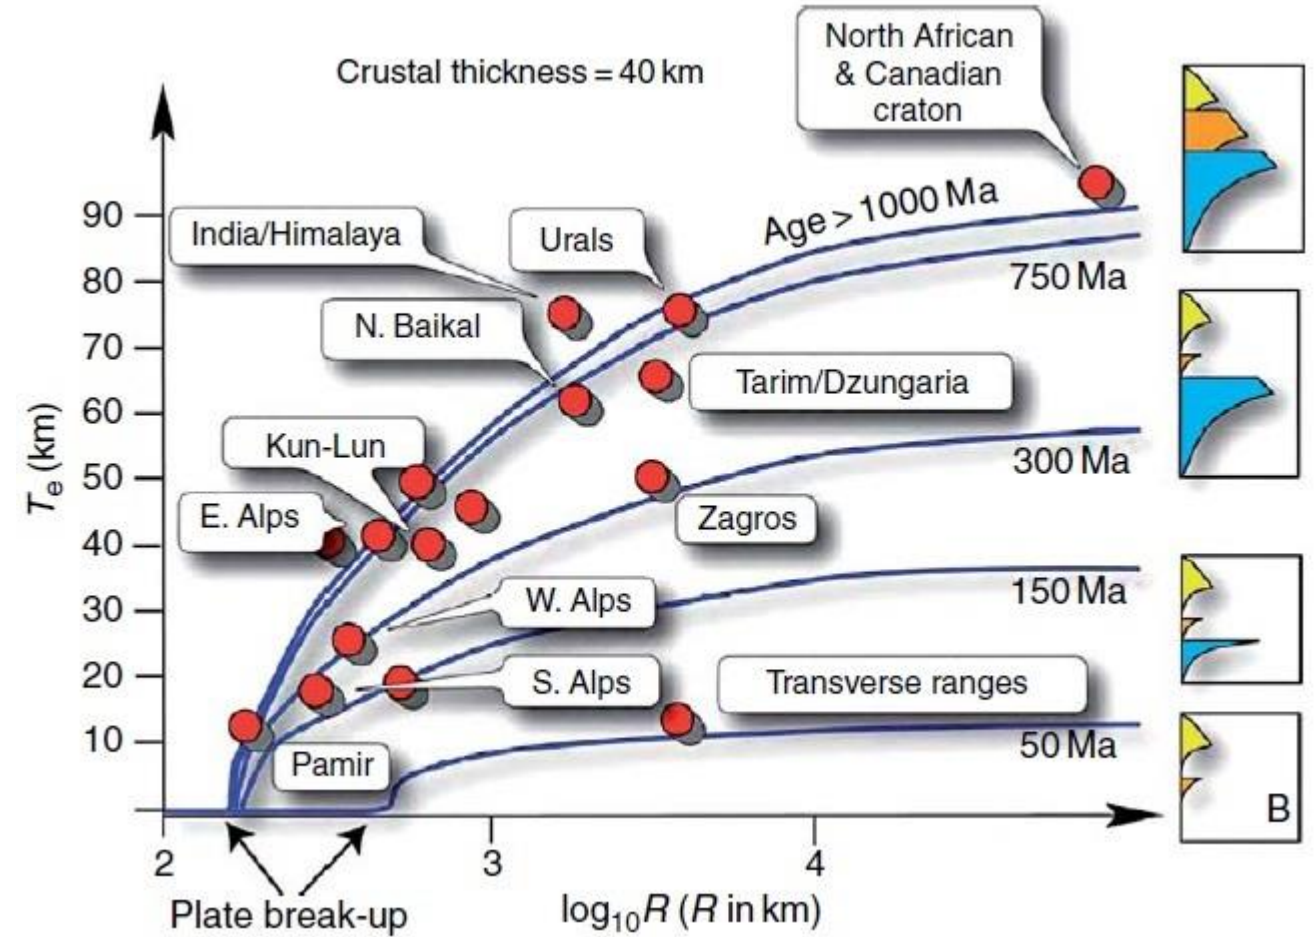 North African
& Canadian
craton
Crustal thickness = 40 km
Age > 1000 Ma
90
India/Himalaya
Urals
80
750 Ma
N. Baikal
70
Tarim/Dzungaria
60
Kun-Lun
300 Ma
50
E. Alps
Zagros
40
W. Alps
150 Ma
30
S. Alps
Transverse ranges
20
10
50 Ma
Pamir
B
Te (km)
2
3
4
Plate break-up
log10R (R in km)